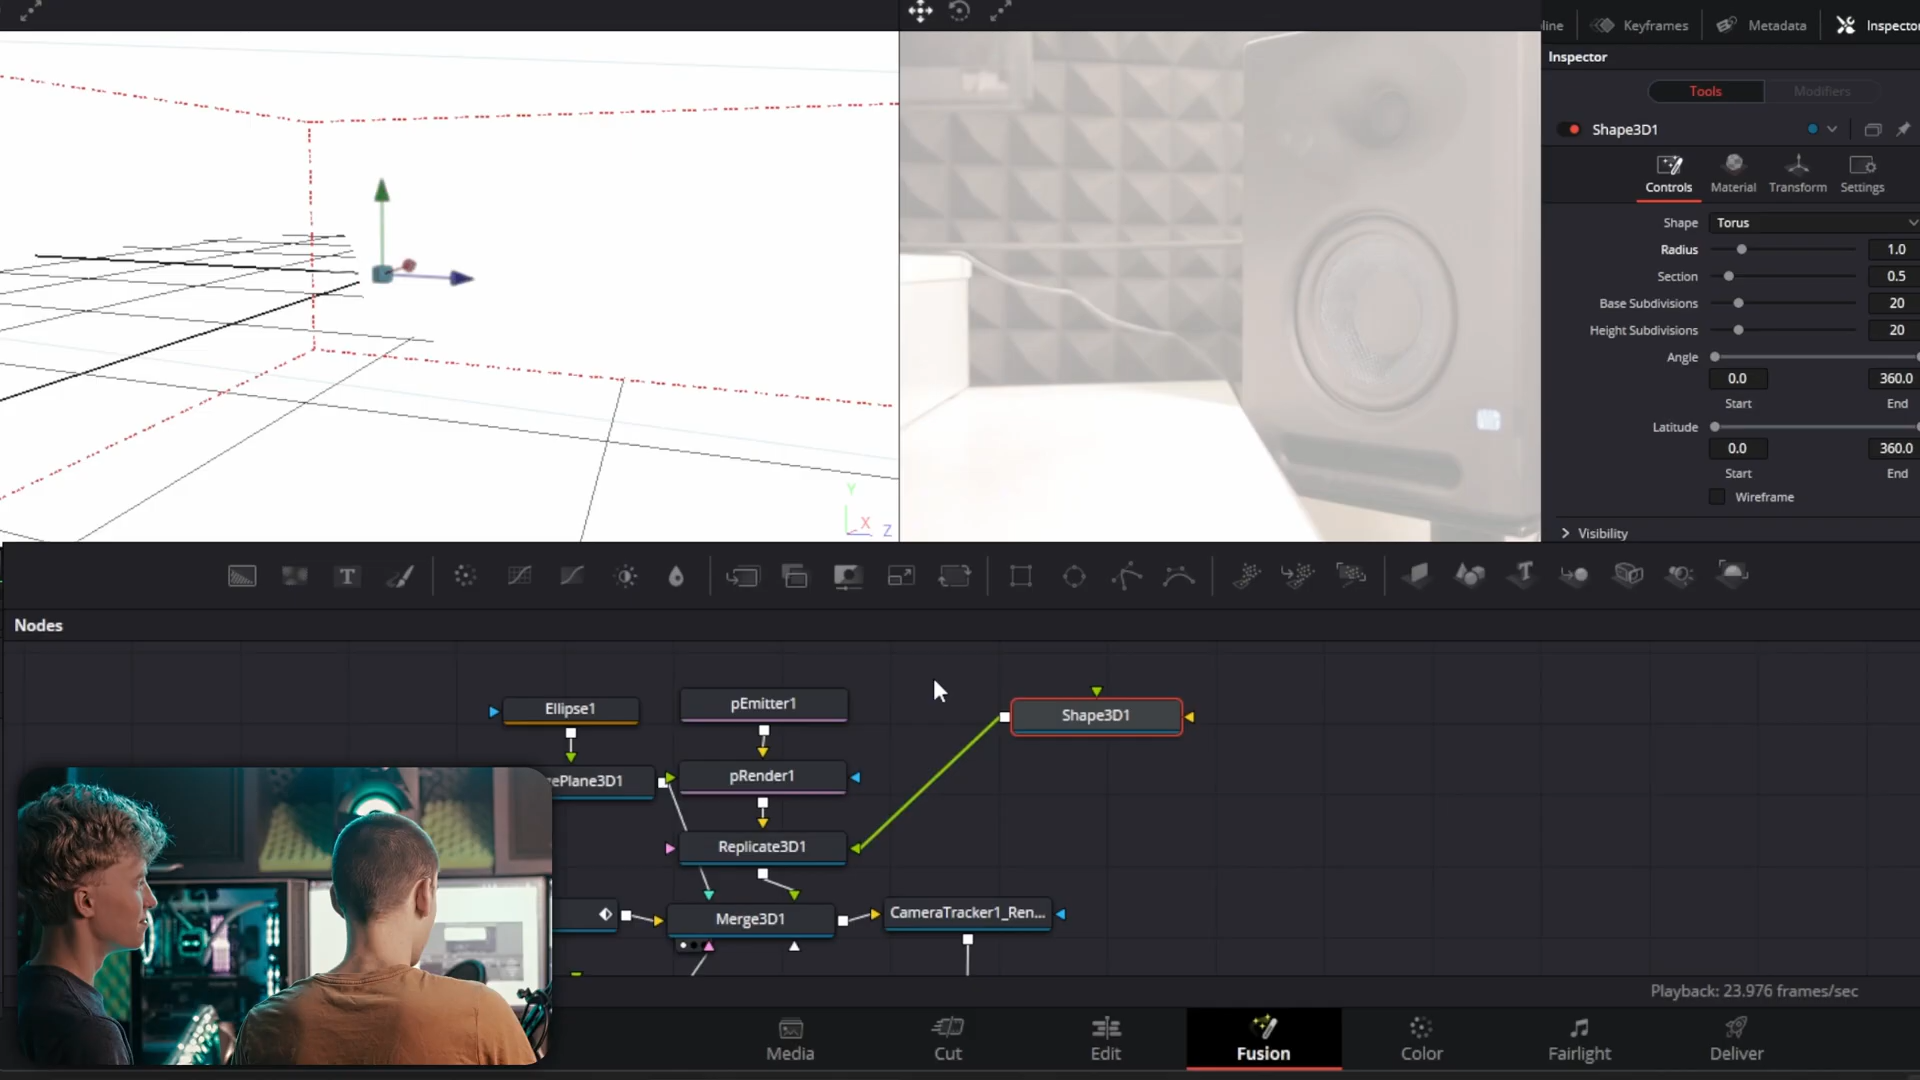 line
Keyframes
Metadata
Inspector
Inspector
Tools
Modifiers
Shape3D1
Controls
Material
Transform
Settings
Shape
Torus
Radius
1.0
Section
0.5
Base Subdivisions
20
Height Subdivisions
20
Angle
0.0
360.0
Start
End
Latitude
0.0
360.0
Start
End
Wireframe
Visibility
Y
X
Z
T
Nodes
Ellipse1
pEmitter1
Shape3D1
gePlane3D1
pRender1
Replicate3D1
Merge3D1
CameraTracker1_Ren...
Playback: 23.976 frames/sec
Media
Cut
Edit
Fusion
Color
Fairlight
Deliver